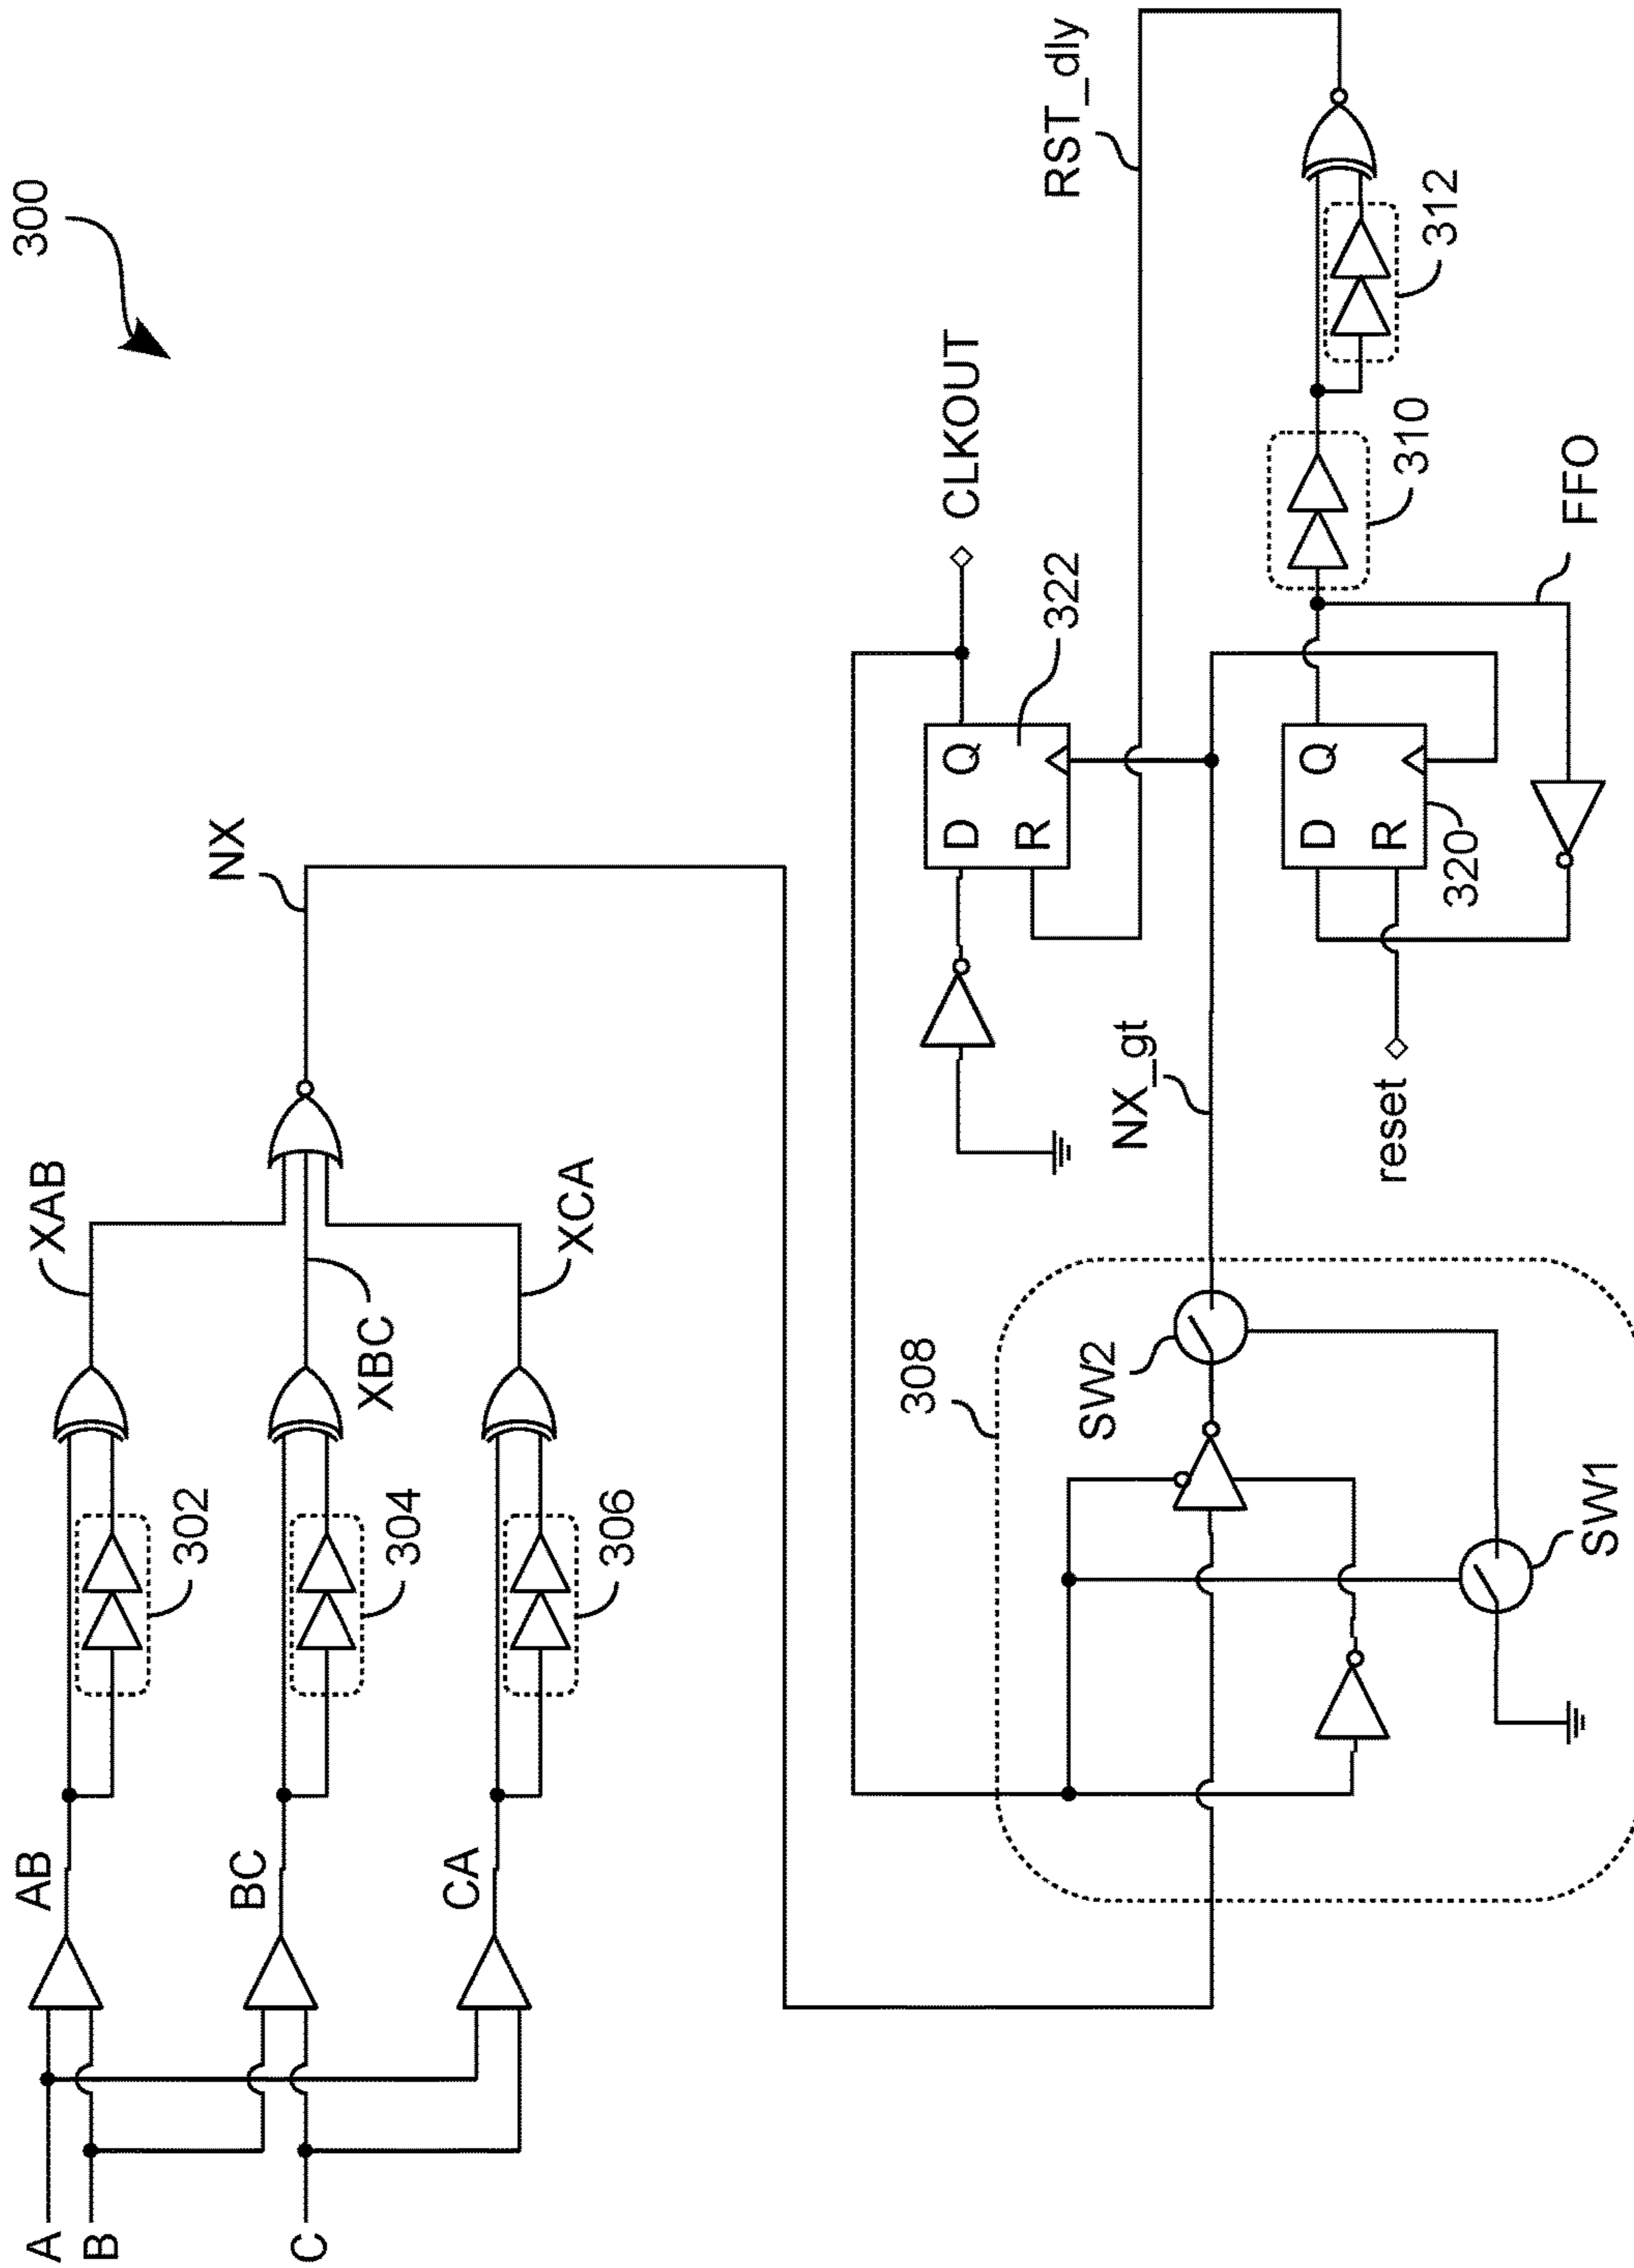 300
A
B
C
AB
BC
CA
302
304
306
XAB
XBC
XCA
NX
308
SW1
SW2
NX_gt
reset
D Q
R
322
CLKOUT
D Q
R
320
FFO
310
312
RST_dly